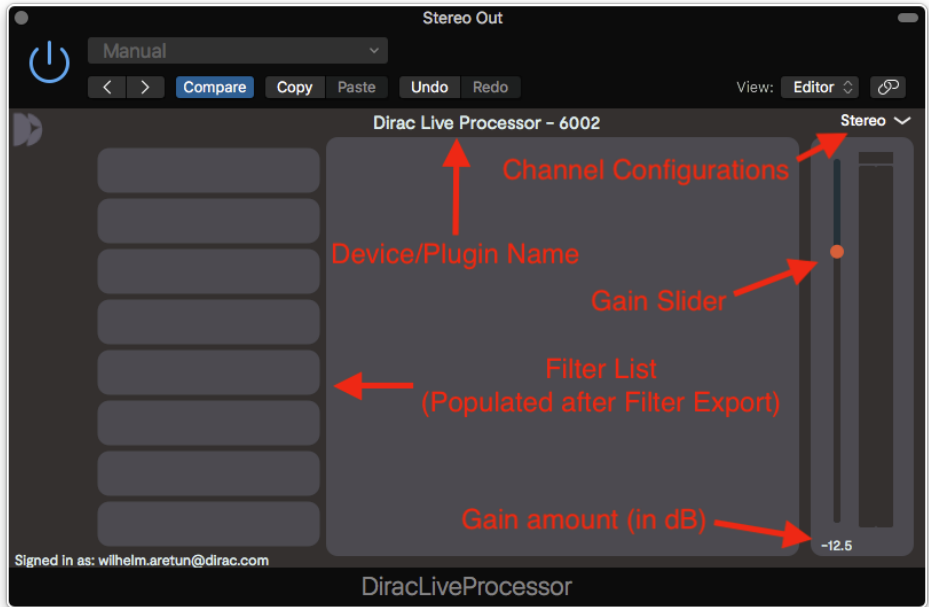 Stereo Out
Manual
Compare Copy Paste Undo Redo View: Editor
Dirac Live Processor - 6002
Stereo
Channel Configurations
Device/Plugin Name
Gain Slider
Filter List
(Populated after Filter Export)
Gain amount (in dB)
-12.5
Signed in as: wilhelm.aretun@dirac.com
DiracLiveProcessor